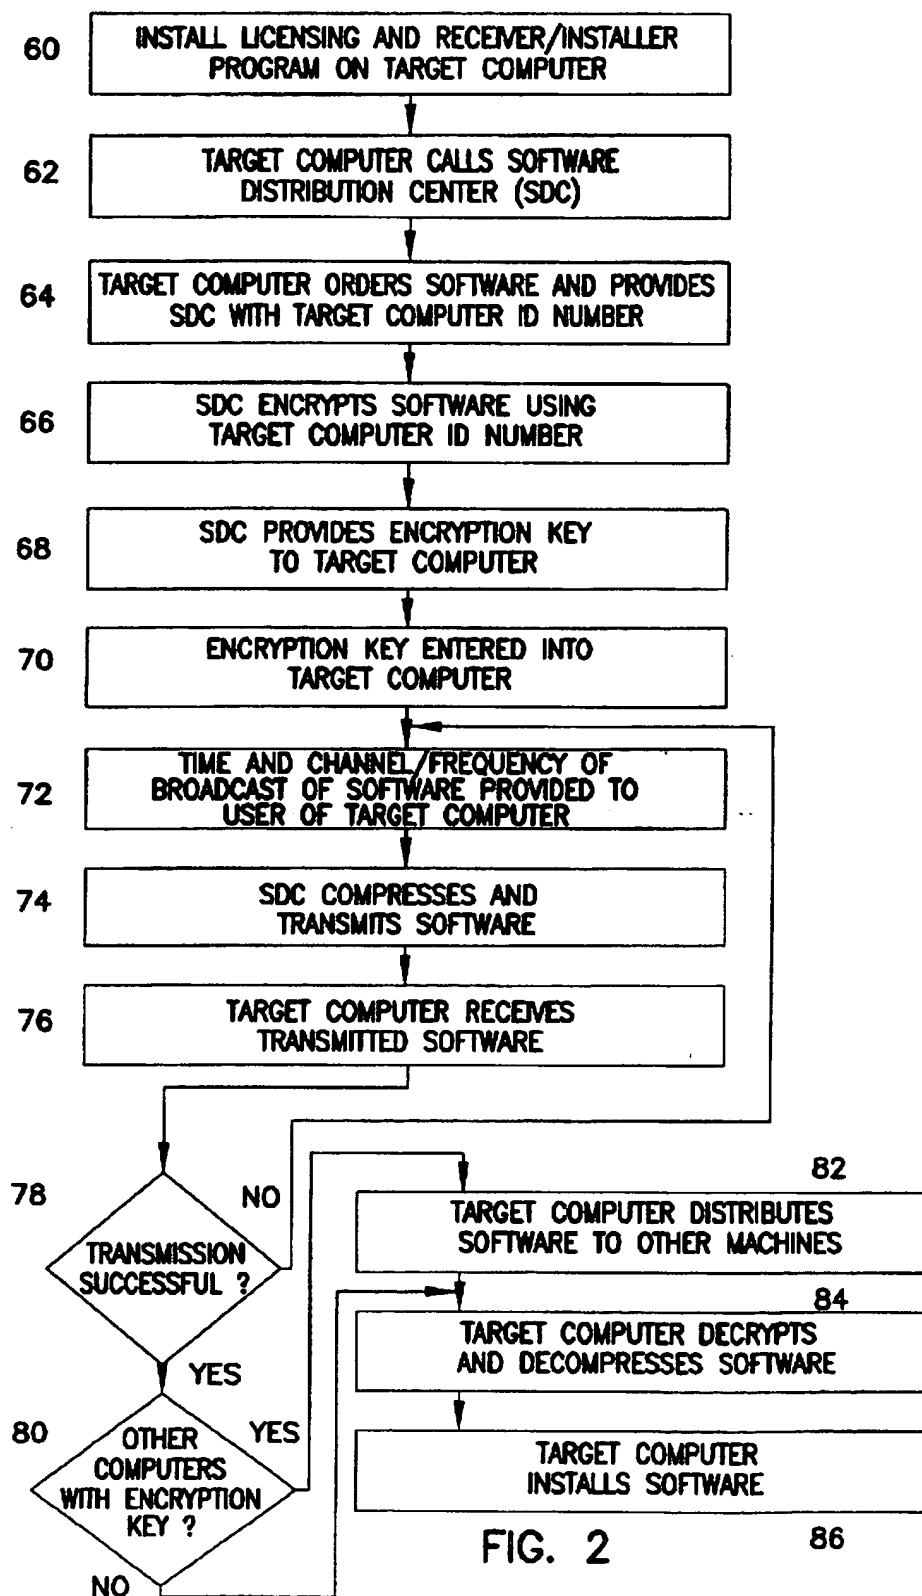 60
INSTALL LICENSING AND RECEIVER/INSTALLER
PROGRAM ON TARGET COMPUTER
62
TARGET COMPUTER CALLS SOFTWARE
DISTRIBUTION CENTER (SDC)
64
TARGET COMPUTER ORDERS SOFTWARE AND PROVIDES
SDC WITH TARGET COMPUTER ID NUMBER
66
SDC ENCRYPTS SOFTWARE USING
TARGET COMPUTER ID NUMBER
68
SDC PROVIDES ENCRYPTION KEY
TO TARGET COMPUTER
70
ENCRYPTION KEY ENTERED INTO
TARGET COMPUTER
72
TIME AND CHANNEL/FREQUENCY OF
BROADCAST OF SOFTWARE PROVIDED TO
USER OF TARGET COMPUTER
74
SDC COMPRESSES AND
TRANSMITS SOFTWARE
76
TARGET COMPUTER RECEIVES
TRANSMITTED SOFTWARE
78
TRANSMISSION
SUCCESSFUL ?
NO
YES
80
OTHER
COMPUTERS
WITH ENCRYPTION
KEY ?
YES
NO
82
TARGET COMPUTER DISTRIBUTES
SOFTWARE TO OTHER MACHINES
84
TARGET COMPUTER DECRYPTS
AND DECOMPRESSES SOFTWARE
TARGET COMPUTER
INSTALLS SOFTWARE
86
FIG. 2